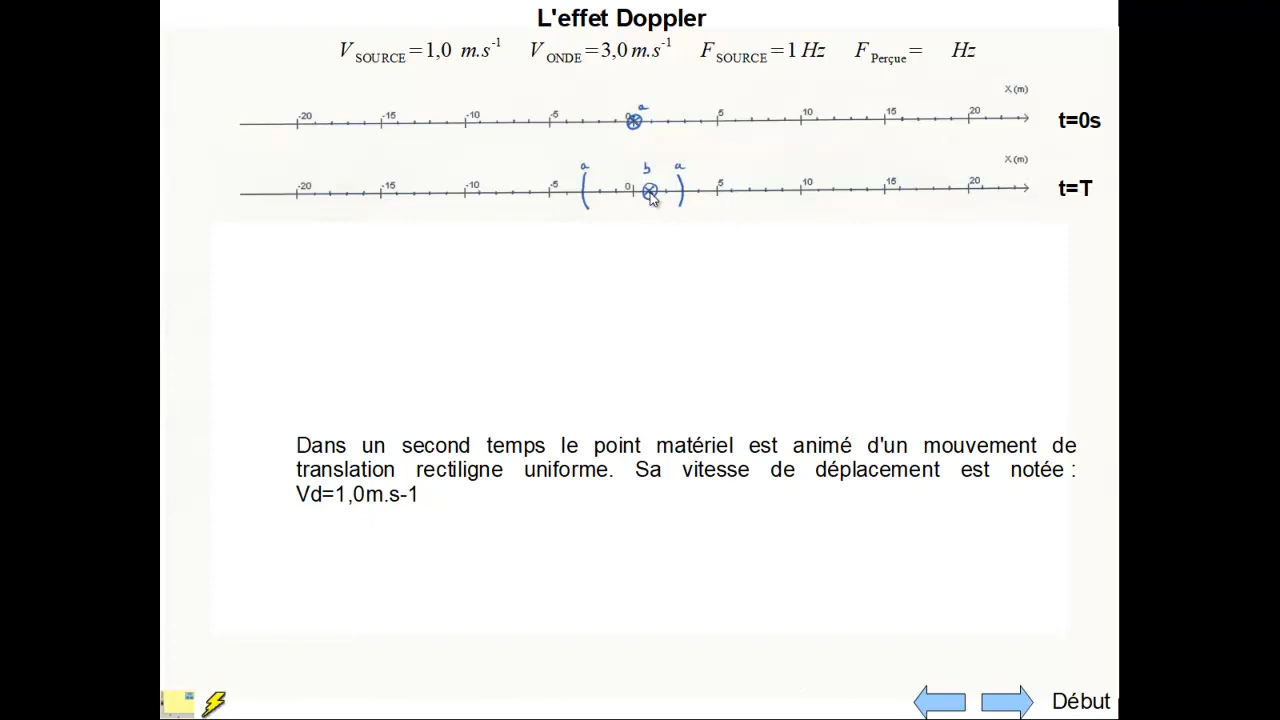 L'effet Doppler
V SOURCE = 1,0 m.s-1 V ONDE = 3,0 m.s-1 F SOURCE = 1 Hz F Perçue = Hz
X (m)
-20 -15 -10 -5 0 a 5 10 15 20 t=0s
X (m)
a b a
-20 -15 -10 -5 0 5 10 15 20 t=T
Dans un second temps le point matériel est animé d'un mouvement de
translation rectiligne uniforme. Sa vitesse de déplacement est notée :
Vd=1,0m.s-1
Début